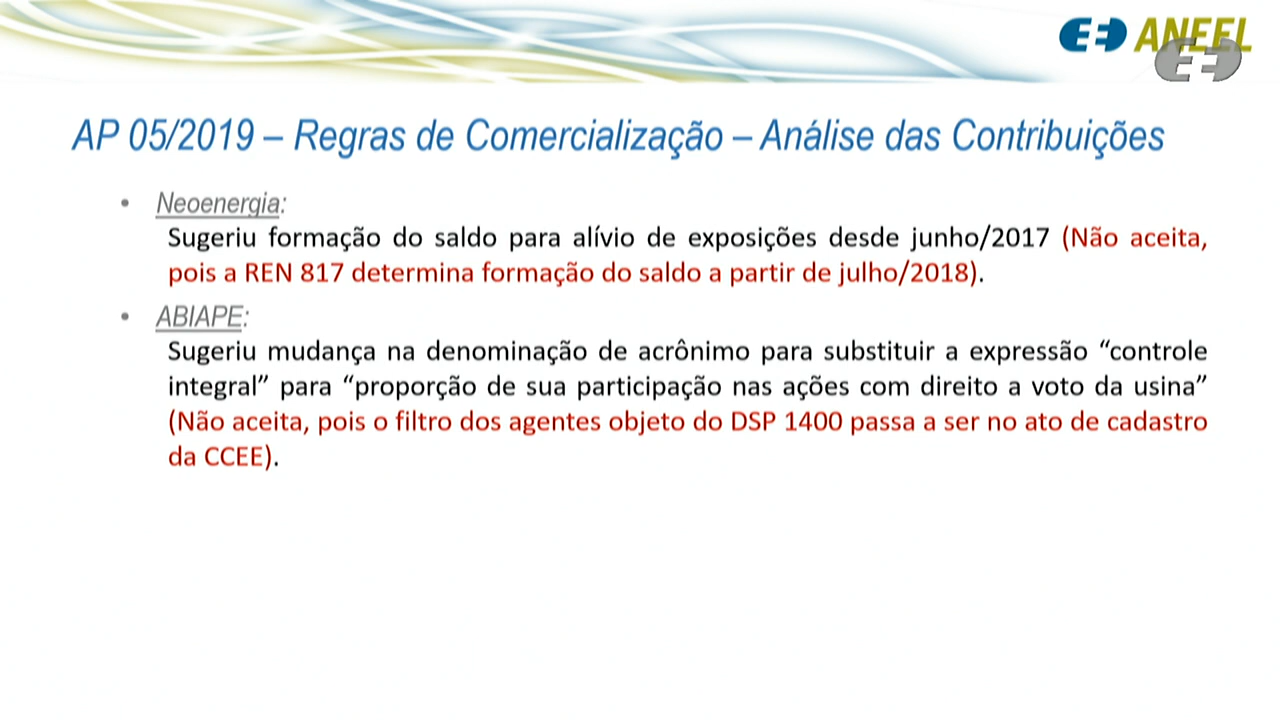 ANEEL
AP 05/2019 – Regras de Comercialização – Análise das Contribuições
• Neoenergia:
Sugeriu formação do saldo para alívio de exposições desde junho/2017 (Não aceita,
pois a REN 817 determina formação do saldo a partir de julho/2018).
• ABIAPE:
Sugeriu mudança na denominação de acrônimo para substituir a expressão “controle
integral” para “proporção de sua participação nas ações com direito a voto da usina”
(Não aceita, pois o filtro dos agentes objeto do DSP 1400 passa a ser no ato de cadastro
da CCEE).